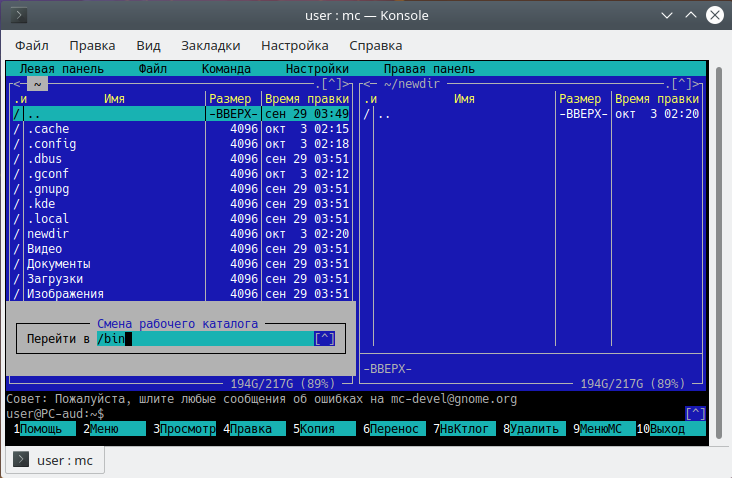 user : mc — Konsole
Файл Правка Вид Закладки Настройка Справка
Левая панель Файл Команда Настройки Правая панель
<─ ~ .[^]> <─ ~/newdir .[^]>
.и Имя Размер Время правки .и Имя Размер Время правки
/ .. -ВВЕРХ- сен 29 03:49 / .. -ВВЕРХ- окт 3 02:20
/ .cache 4096 окт 3 02:15
/ .config 4096 окт 3 02:18
/ .dbus 4096 сен 29 03:51
/ .gconf 4096 окт 3 02:12
/ .gnupg 4096 сен 29 03:51
/ .kde 4096 сен 29 03:51
/ .local 4096 сен 29 03:51
/ newdir 4096 окт 3 02:20
/ Видео 4096 сен 29 03:51
/ Документы 4096 сен 29 03:51
/ Загрузки 4096 сен 29 03:51
/ Изображения 4096 сен 29 03:51
Смена рабочего каталога
Перейти в /bin [^]
-ВВЕРХ-
194G/217G (89%) 194G/217G (89%)
Совет: Пожалуйста, шлите любые сообщения об ошибках на mc-devel@gnome.org
user@PC-aud:~$ [^]
1Помощь 2Меню 3Просмотр 4Правка 5Копия 6Перенос 7НвКтлог 8Удалить 9МенюМС 10Выход
user : mc